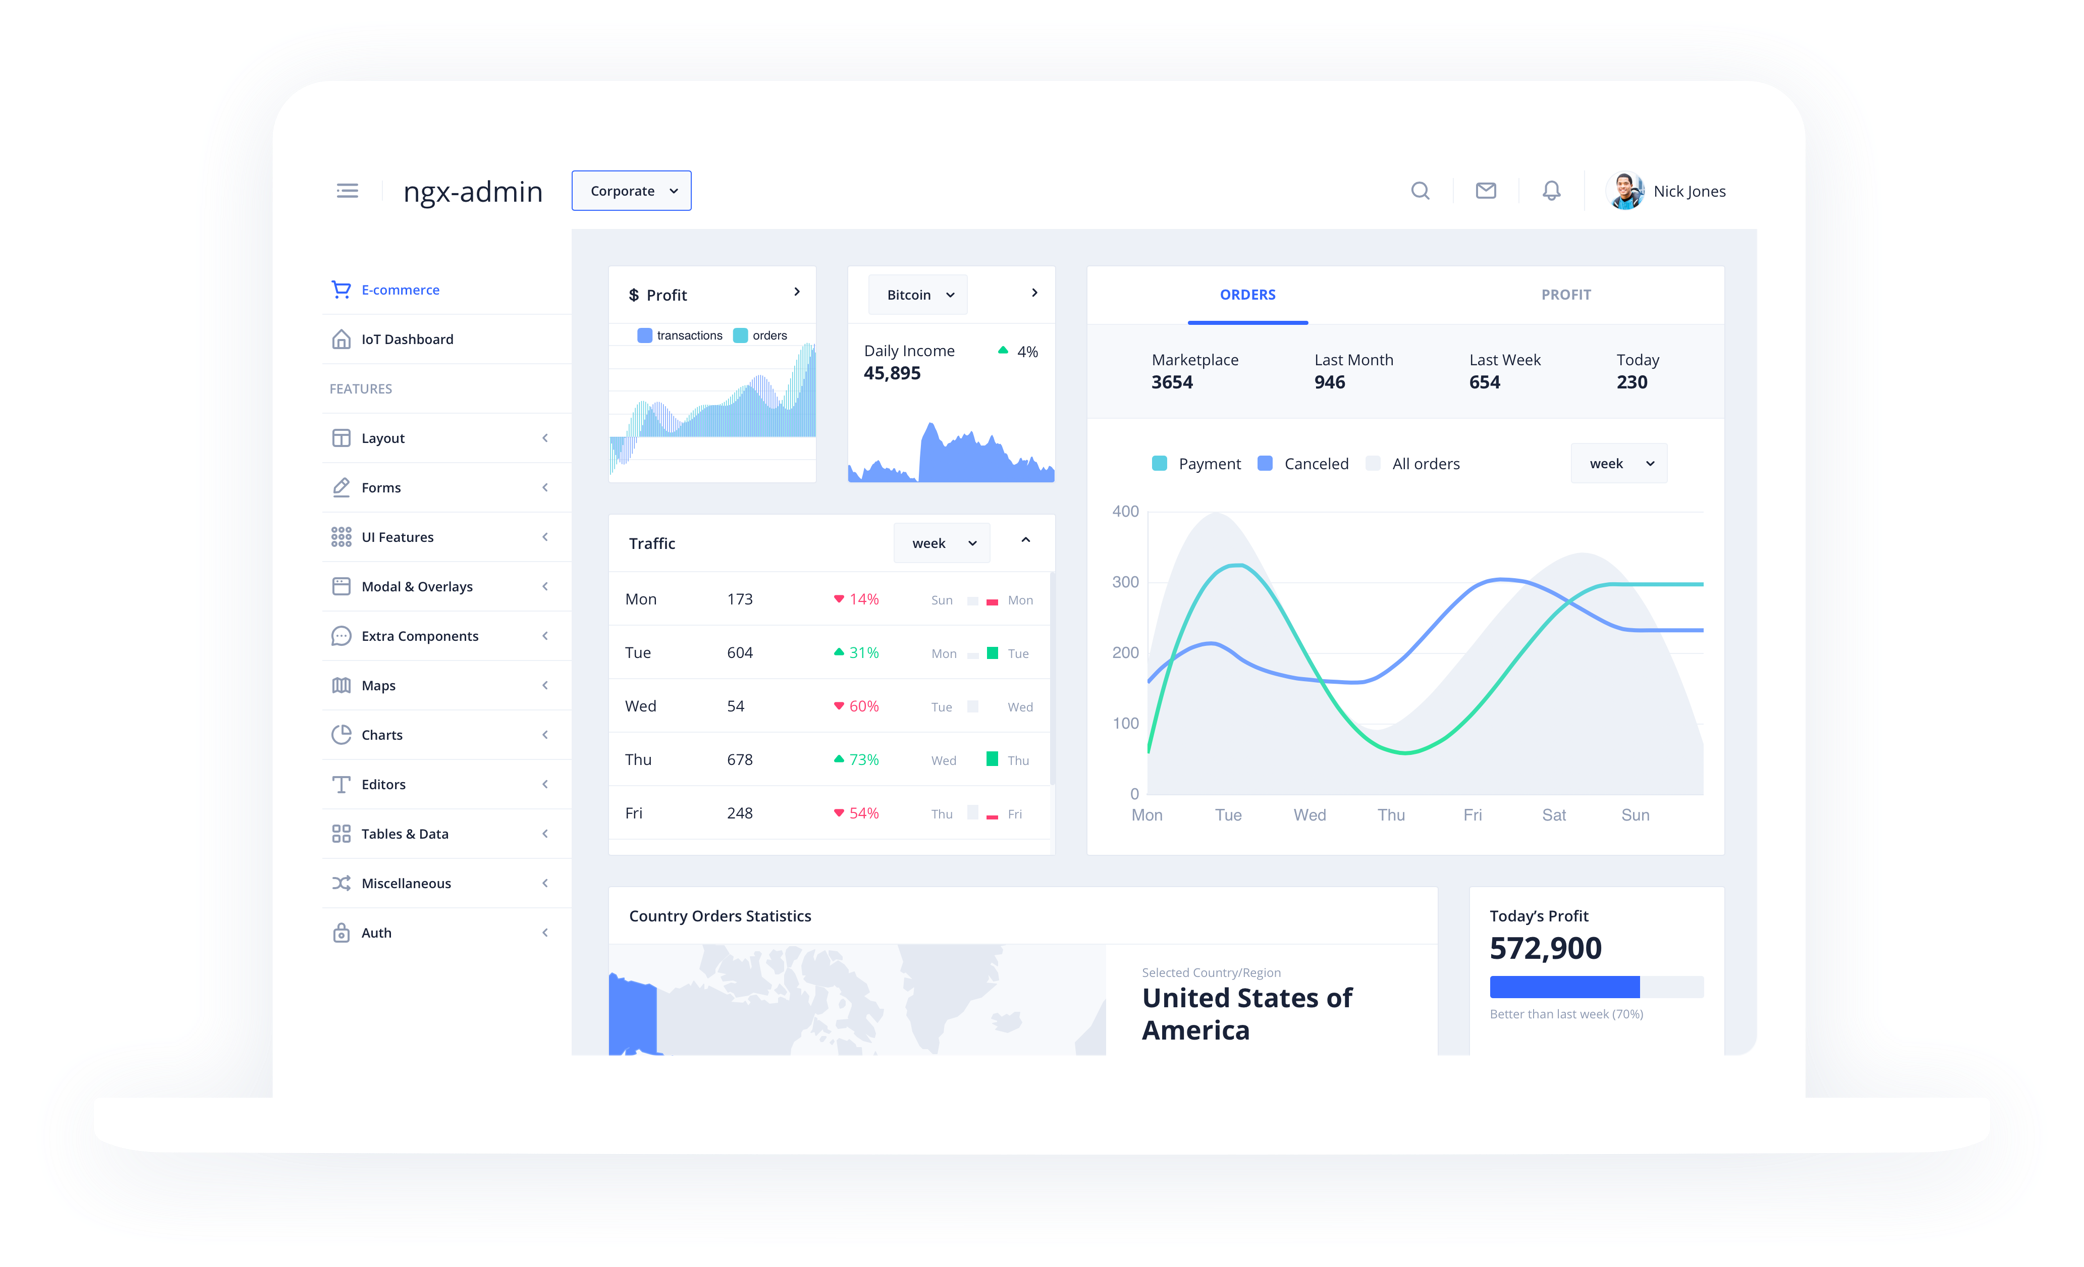 ngx-admin
Corporate
Nick Jones
E-commerce
IoT Dashboard
FEATURES
Layout
Forms
UI Features
Modal & Overlays
Extra Components
Maps
Charts
Editors
Tables & Data
Miscellaneous
Auth
$ Profit
transactions orders
Bitcoin
Daily Income 4%
45,895
ORDERS PROFIT
Marketplace Last Month Last Week Today
3654 946 654 230
Payment Canceled All orders week
400
300
200
100
0
Mon Tue Wed Thu Fri Sat Sun
Traffic week
Mon 173 14% Sun Mon
Tue 604 31% Mon Tue
Wed 54 60% Tue Wed
Thu 678 73% Wed Thu
Fri 248 54% Thu Fri
Country Orders Statistics
Selected Country/Region
United States of
America
Today’s Profit
572,900
Better than last week (70%)